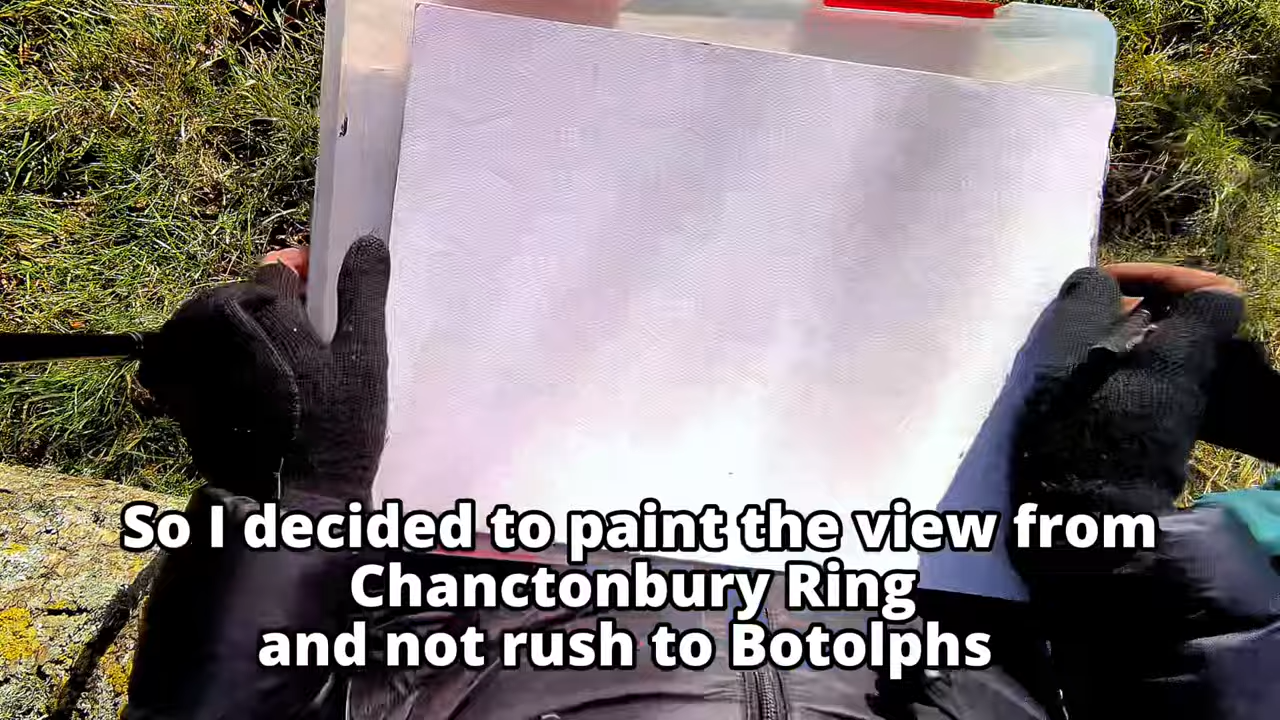 So I decided to paint the view from
Chanctonbury Ring
and not rush to Botolphs